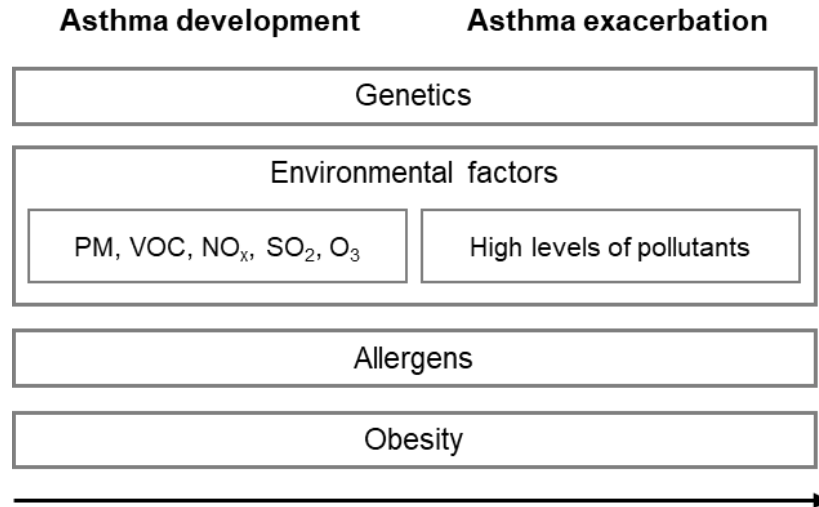 Asthma development Asthma exacerbation
Genetics
Environmental factors
PM, VOC, NOₓ, SO₂, O₃ High levels of pollutants
Allergens
Obesity